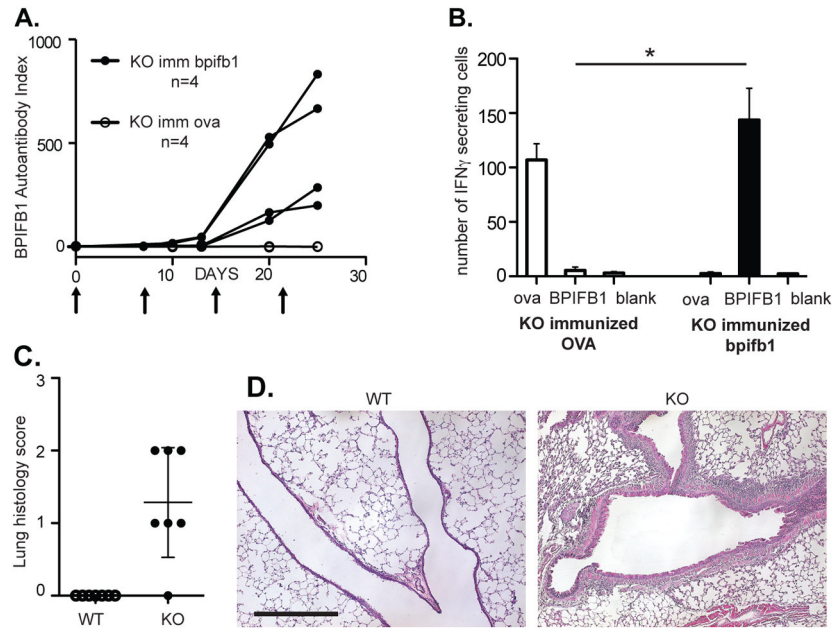 A.
BPIFB1 Autoantibody Index
1000
500
0
KO imm bpifb1
n=4
KO imm ova
n=4
0
10
DAYS
20
30
B.
number of IFNγ secreting cells
200
150
100
50
0
*
ova BPIFB1 blank
ova BPIFB1 blank
KO immunized
OVA
KO immunized
bpifb1
C.
Lung histology score
3
2
1
0
WT
KO
D.
WT
KO